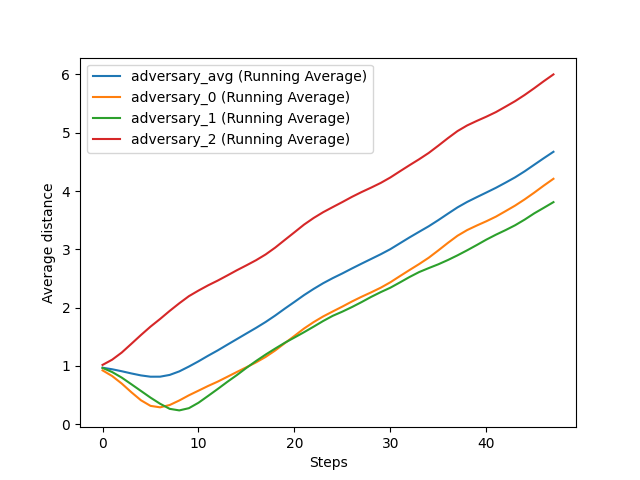 adversary_avg (Running Average)
adversary_0 (Running Average)
adversary_1 (Running Average)
adversary_2 (Running Average)
6
5
4
3
2
1
0
Average distance
0 10 20 30 40
Steps